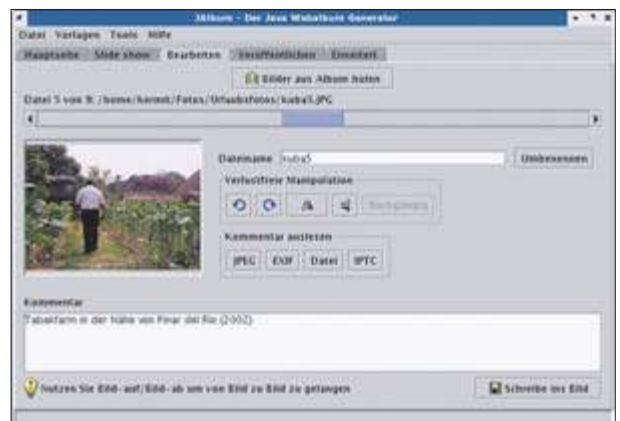 JAlbum - Der Java Webalbum Generator
Datei Vorlagen Tools Hilfe
Hauptseite Slide show Bearbeiten Veröffentlichen Erweitert
Bilder aus Album holen
Datei 5 von 9: /home/kermit/Fotos/Urlaubsfotos/kuba5.JPG
Dateiname kuba5 Umbenennen
Verlustfreie Manipulation
Kommentar auslesen
JPEG EXIF Datei IPTC
Kommentar
Tabakfarm in der Nähe von Pinar del Rio (2002)
Nutzen Sie Bild-auf/Bild-ab um von Bild zu Bild zu gelangen Schreibe ins Bild